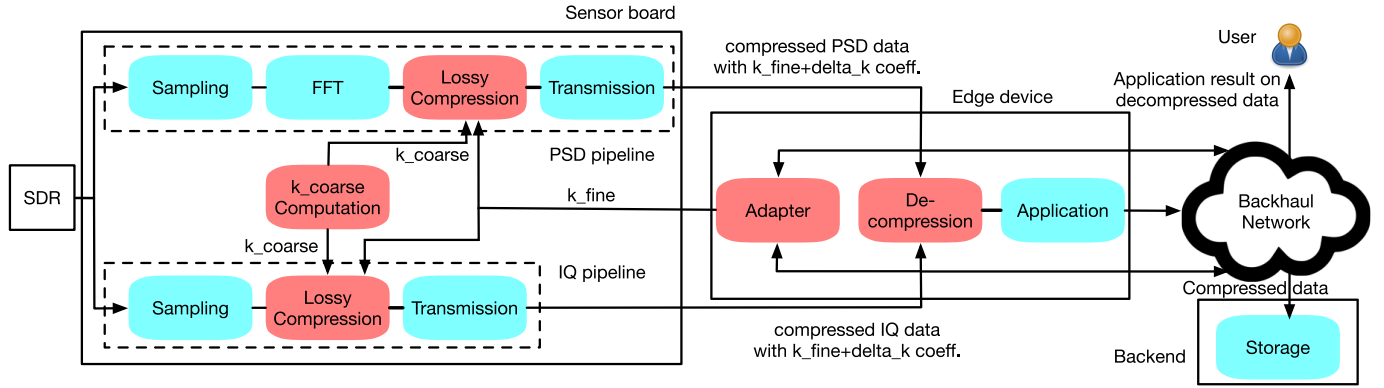 Sensor board
Sampling
FFT
Lossy
Compression
Transmission
compressed PSD data
with k_fine+delta_k coeff.
User
Application result on
decompressed data
Edge device
k_coarse
PSD pipeline
SDR
k_coarse
Computation
k_fine
Adapter
De-
compression
Application
Backhaul
Network
k_coarse
IQ pipeline
Sampling
Lossy
Compression
Transmission
Compressed data
compressed IQ data
with k_fine+delta_k coeff.
Backend
Storage